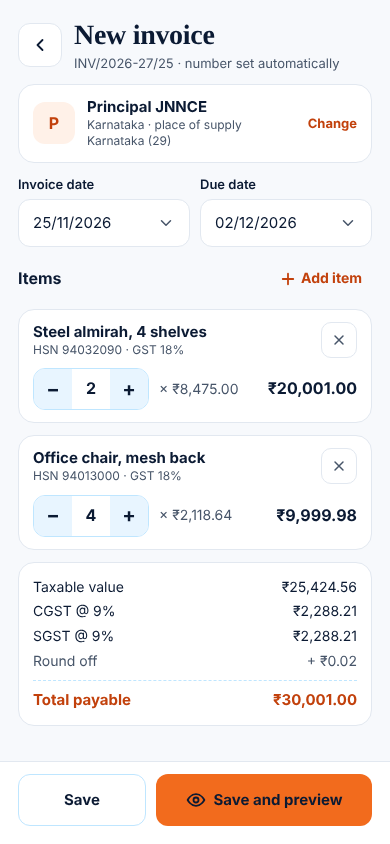 New invoice
INV/2026-27/25 · number set automatically
P
Principal JNNCE
Karnataka · place of supply
Karnataka (29)
Change
Invoice date
Due date
25/11/2026
02/12/2026
Items
+ Add item
Steel almirah, 4 shelves
HSN 94032090 · GST 18%
− 2 + × ₹8,475.00 ₹20,001.00
Office chair, mesh back
HSN 94013000 · GST 18%
− 4 + × ₹2,118.64 ₹9,999.98
Taxable value ₹25,424.56
CGST @ 9% ₹2,288.21
SGST @ 9% ₹2,288.21
Round off + ₹0.02
Total payable ₹30,001.00
Save
Save and preview